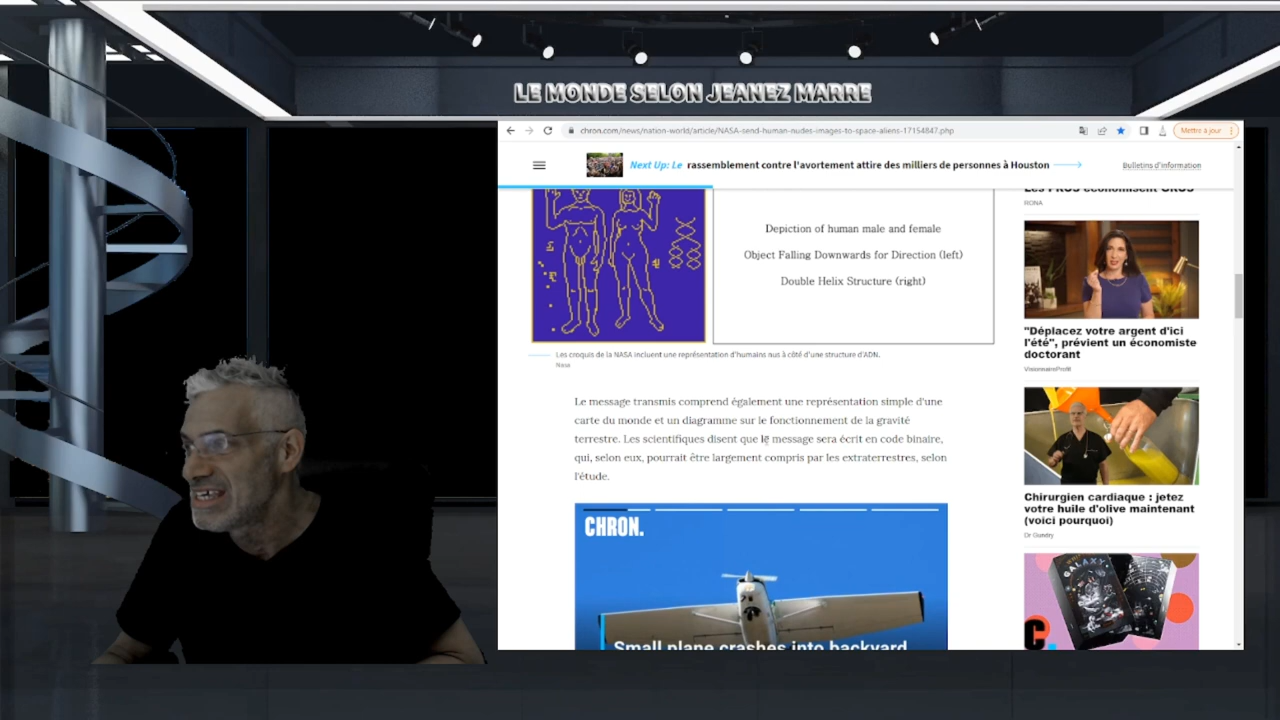 LE MONDE SELON JEANEZ MARRE
chron.com/news/nation-world/article/NASA-send-human-nudes-images-to-space-aliens-17154847.php
Mettre à jour
Next Up: Le rassemblement contre l'avortement attire des milliers de personnes à Houston
Bulletins d'information
Depiction of human male and female
Object Falling Downwards for Direction (left)
Double Helix Structure (right)
Les croquis de la NASA incluent une représentation d'humains nus à côté d'une structure d'ADN.
Nasa
Le message transmis comprend également une représentation simple d'une
carte du monde et un diagramme sur le fonctionnement de la gravité
terrestre. Les scientifiques disent que le message sera écrit en code binaire,
qui, selon eux, pourrait être largement compris par les extraterrestres, selon
l'étude.
CHRON.
Small plane crashes into backyard
RONA
"Déplacez votre argent d'ici
l'été", prévient un économiste
doctorant
VisionnaireProfit
Chirurgien cardiaque : jetez
votre huile d'olive maintenant
(voici pourquoi)
Dr Gundry
GALAXY
C.